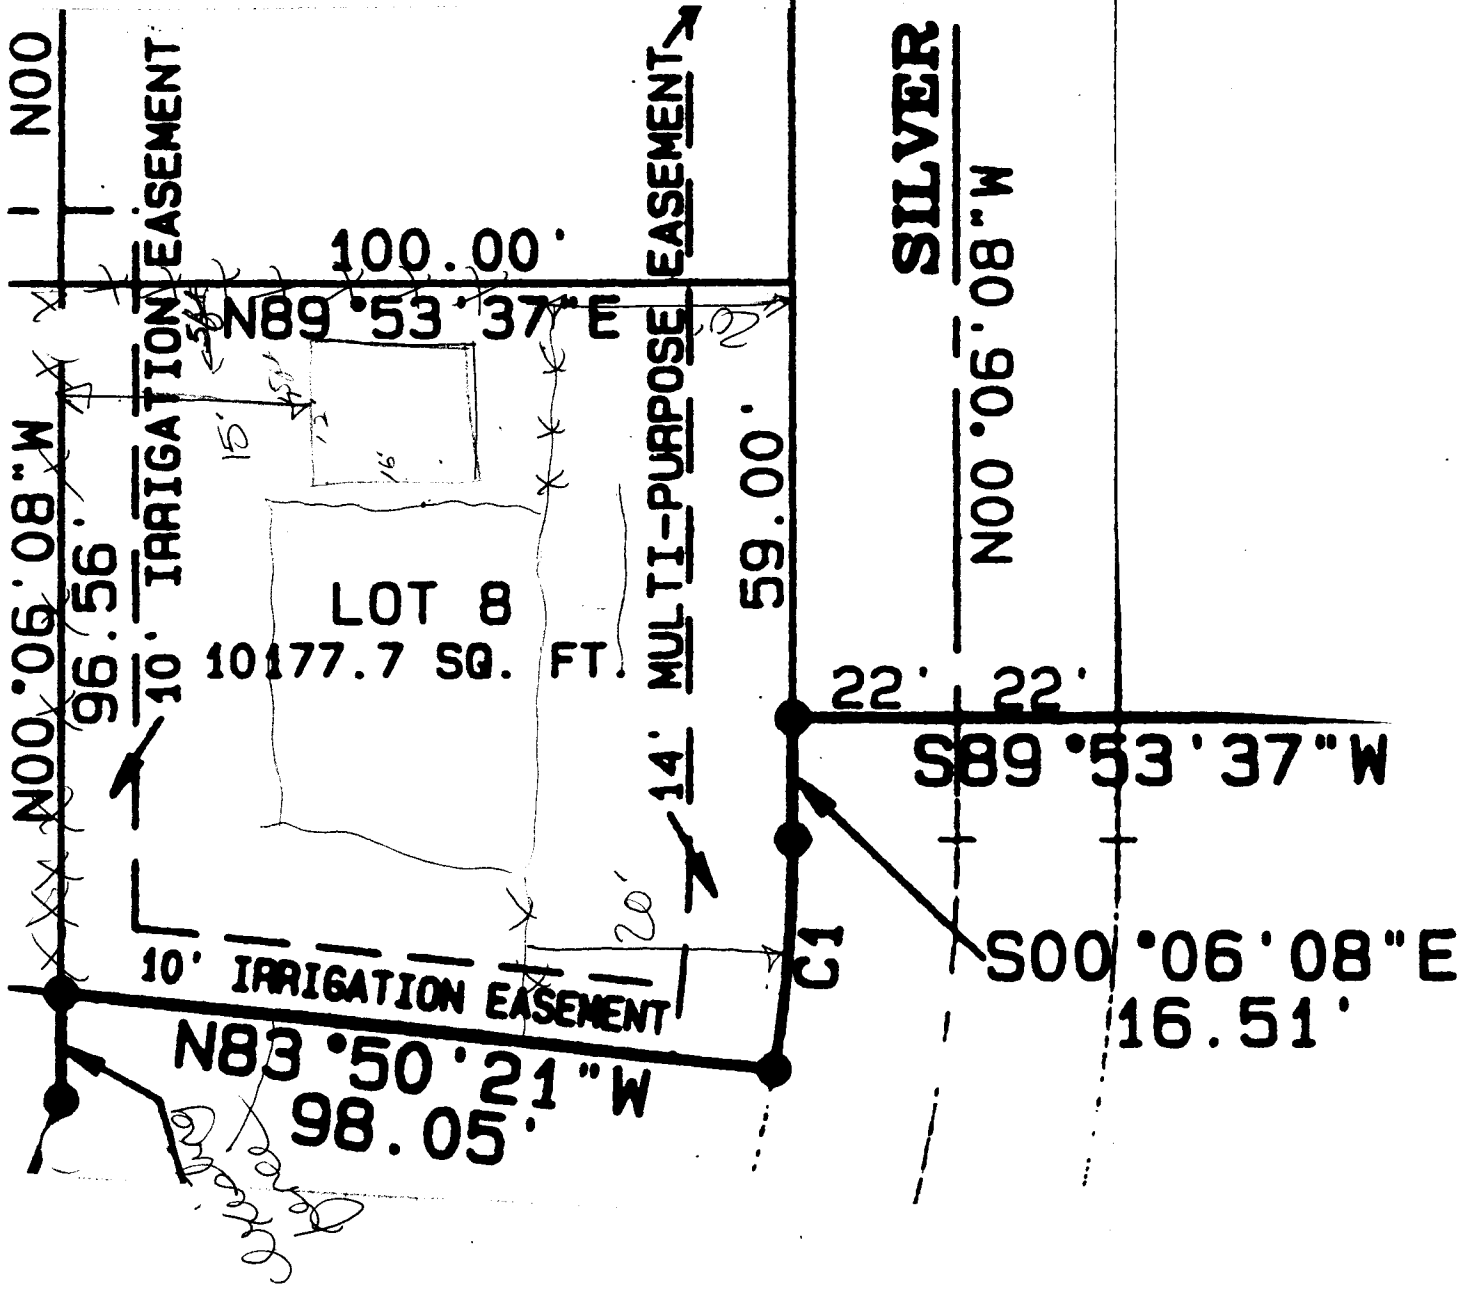 N00
IRRIGATION EASEMENT
MULTI-PURPOSE EASEMENT
SILVER
N00°06'08"W
100.00'
N89°53'37"E
15'
12
16'
N00°06'08"W
96.56'
10'
59.00'
LOT 8
10177.7 SQ. FT.
14'
22' 22'
S89°53'37"W
20'
C1
S00°06'08"E
16.51'
10' IRRIGATION EASEMENT
N83°50'21"W
98.05'